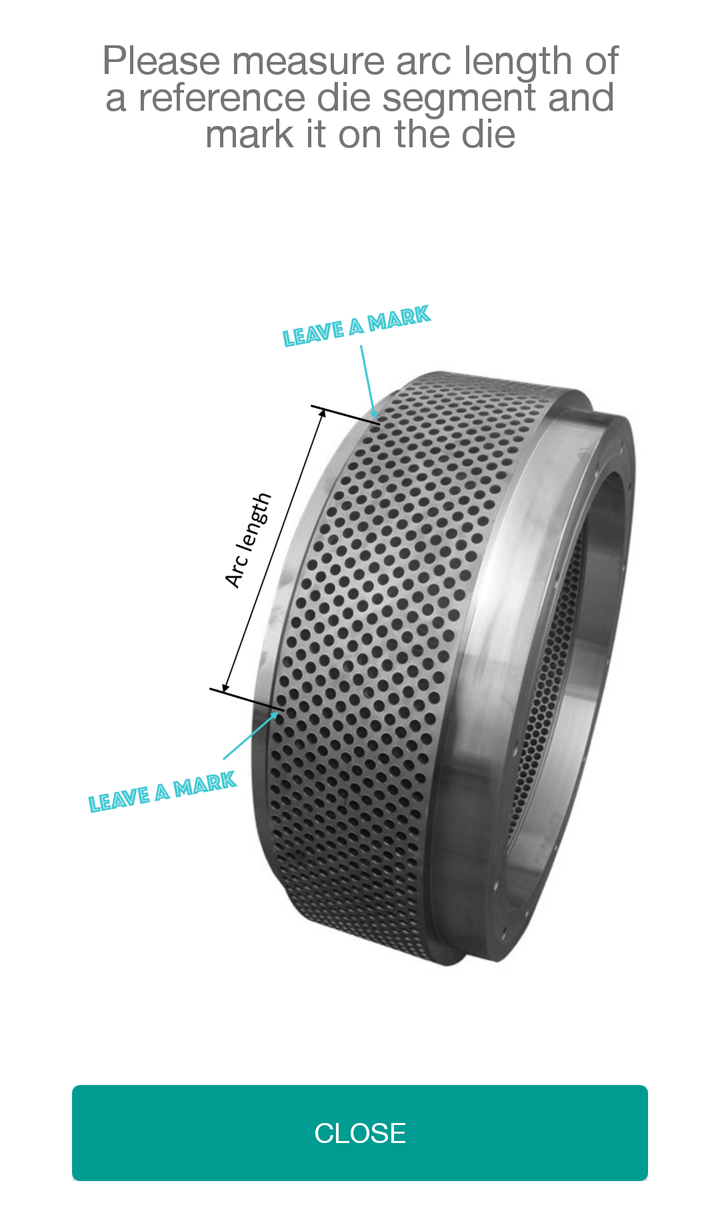 Please measure arc length of
a reference die segment and
mark it on the die
LEAVE A MARK
Arc length
LEAVE A MARK
CLOSE